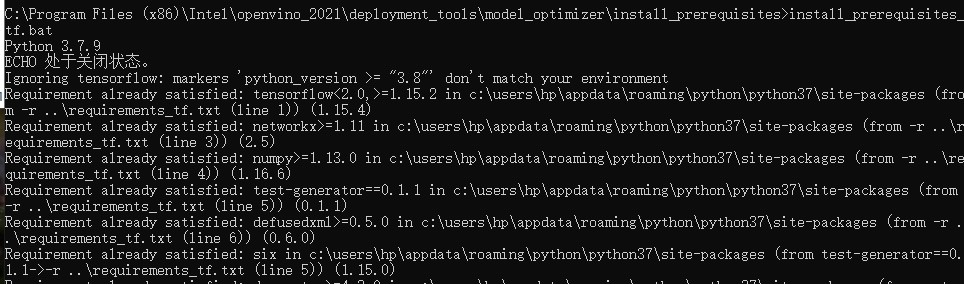 C:\Program Files (x86)\Intel\openvino_2021\deployment_tools\model_optimizer\install_prerequisites>install_prerequisites_
tf.bat
Python 3.7.9
ECHO 处于关闭状态。
Ignoring tensorflow: markers 'python_version >= "3.8"' don't match your environment
Requirement already satisfied: tensorflow<2.0,>=1.15.2 in c:\users\hp\appdata\roaming\python\python37\site-packages (fro
m -r ..\requirements_tf.txt (line 1)) (1.15.4)
Requirement already satisfied: networkx>=1.11 in c:\users\hp\appdata\roaming\python\python37\site-packages (from -r ..\r
equirements_tf.txt (line 3)) (2.5)
Requirement already satisfied: numpy>=1.13.0 in c:\users\hp\appdata\roaming\python\python37\site-packages (from -r ..\re
quirements_tf.txt (line 4)) (1.16.6)
Requirement already satisfied: test-generator==0.1.1 in c:\users\hp\appdata\roaming\python\python37\site-packages (from
-r ..\requirements_tf.txt (line 5)) (0.1.1)
Requirement already satisfied: defusedxml>=0.5.0 in c:\users\hp\appdata\roaming\python\python37\site-packages (from -r .
.\requirements_tf.txt (line 6)) (0.6.0)
Requirement already satisfied: six in c:\users\hp\appdata\roaming\python\python37\site-packages (from test-generator==0.
1.1->-r ..\requirements_tf.txt (line 5)) (1.15.0)